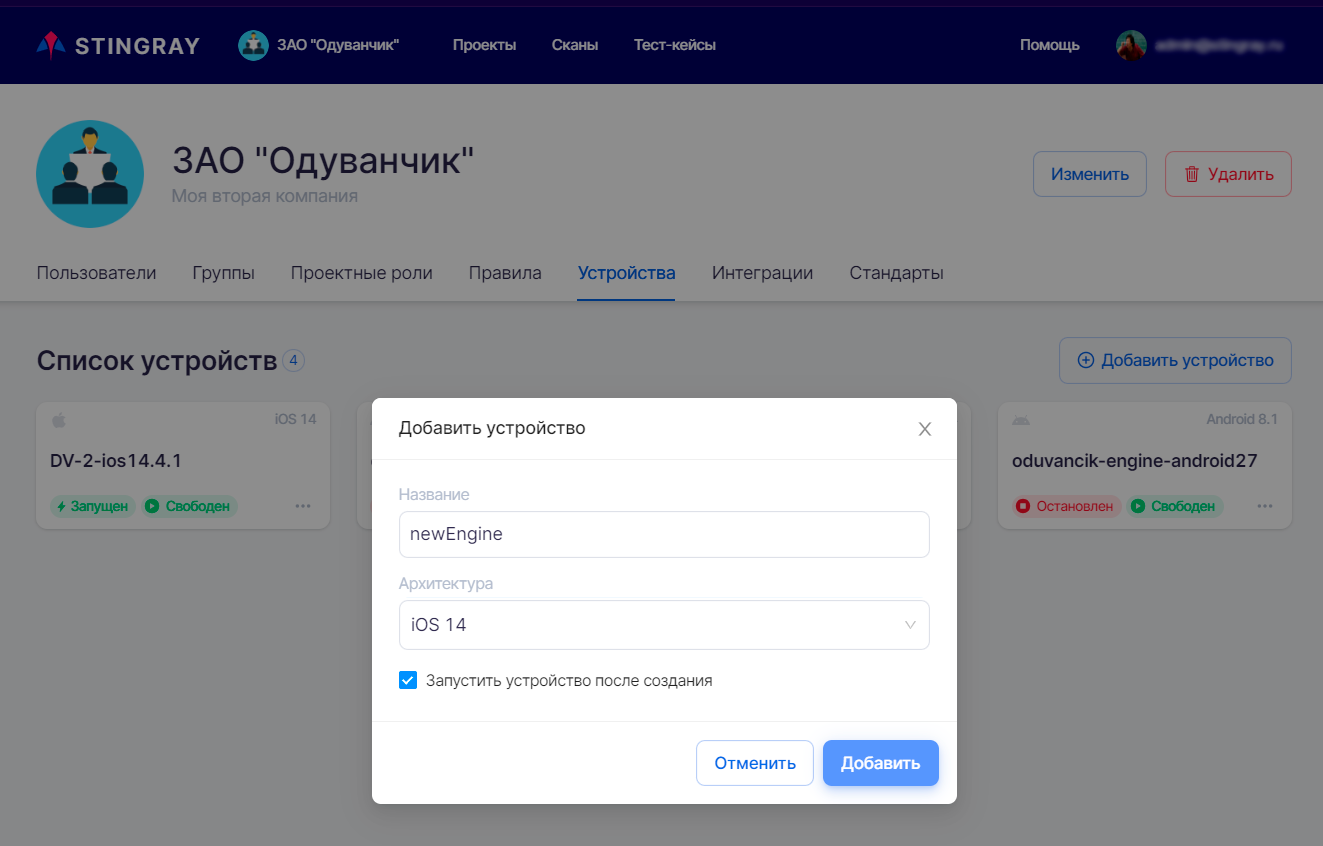 STINGRAY ЗАО "Одуванчик" Проекты Сканы Тест-кейсы Помощь
ЗАО "Одуванчик"
Моя вторая компания
Изменить Удалить
Пользователи Группы Проектные роли Правила Устройства Интеграции Стандарты
Список устройств 4
Добавить устройство
iOS 14
DV-2-ios14.4.1
Запущен Свободен
Android 8.1
oduvancik-engine-android27
Остановлен Свободен
Добавить устройство
Название
newEngine
Архитектура
iOS 14
Запустить устройство после создания
Отменить Добавить